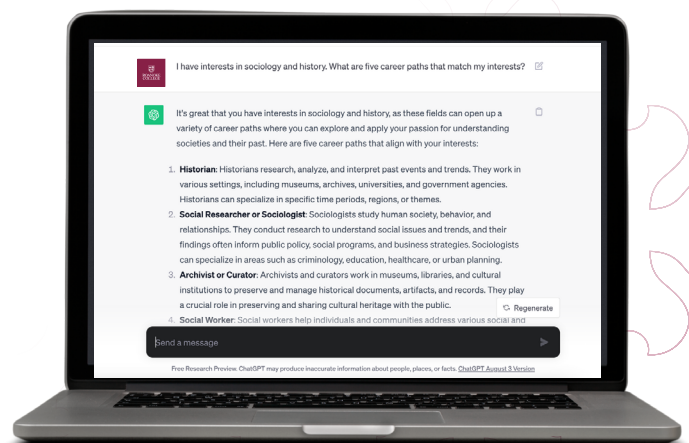 I have interests in sociology and history. What are five career paths that match my interests?
ROANOKE
COLLEGE
It's great that you have interests in sociology and history, as these fields can open up a
variety of career paths where you can explore and apply your passion for understanding
societies and their past. Here are five career paths that align with your interests:
1. Historian: Historians research, analyze, and interpret past events and trends. They work in
various settings, including museums, archives, universities, and government agencies.
Historians can specialize in specific time periods, regions, or themes.
2. Social Researcher or Sociologist: Sociologists study human society, behavior, and
relationships. They conduct research to understand social issues and trends, and their
findings often inform public policy, social programs, and business strategies. Sociologists
can specialize in areas such as criminology, education, healthcare, or urban planning.
3. Archivist or Curator: Archivists and curators work in museums, libraries, and cultural
institutions to preserve and manage historical documents, artifacts, and records. They play
a crucial role in preserving and sharing cultural heritage with the public.
Regenerate
4. Social Worker: Social workers help individuals and communities address various social and
Send a message
Free Research Preview. ChatGPT may produce inaccurate information about people, places, or facts. ChatGPT August 3 Version